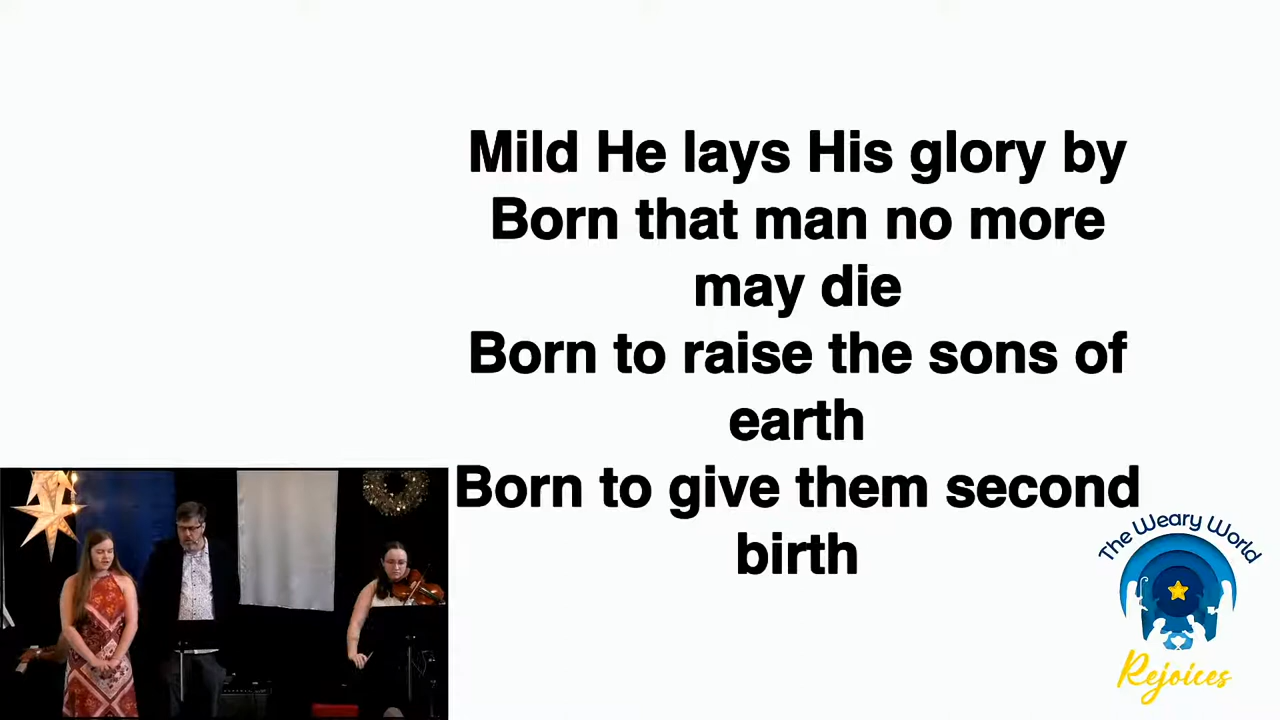 Mild He lays His glory by
Born that man no more
may die
Born to raise the sons of
earth
Born to give them second
birth
The Weary World
Rejoices